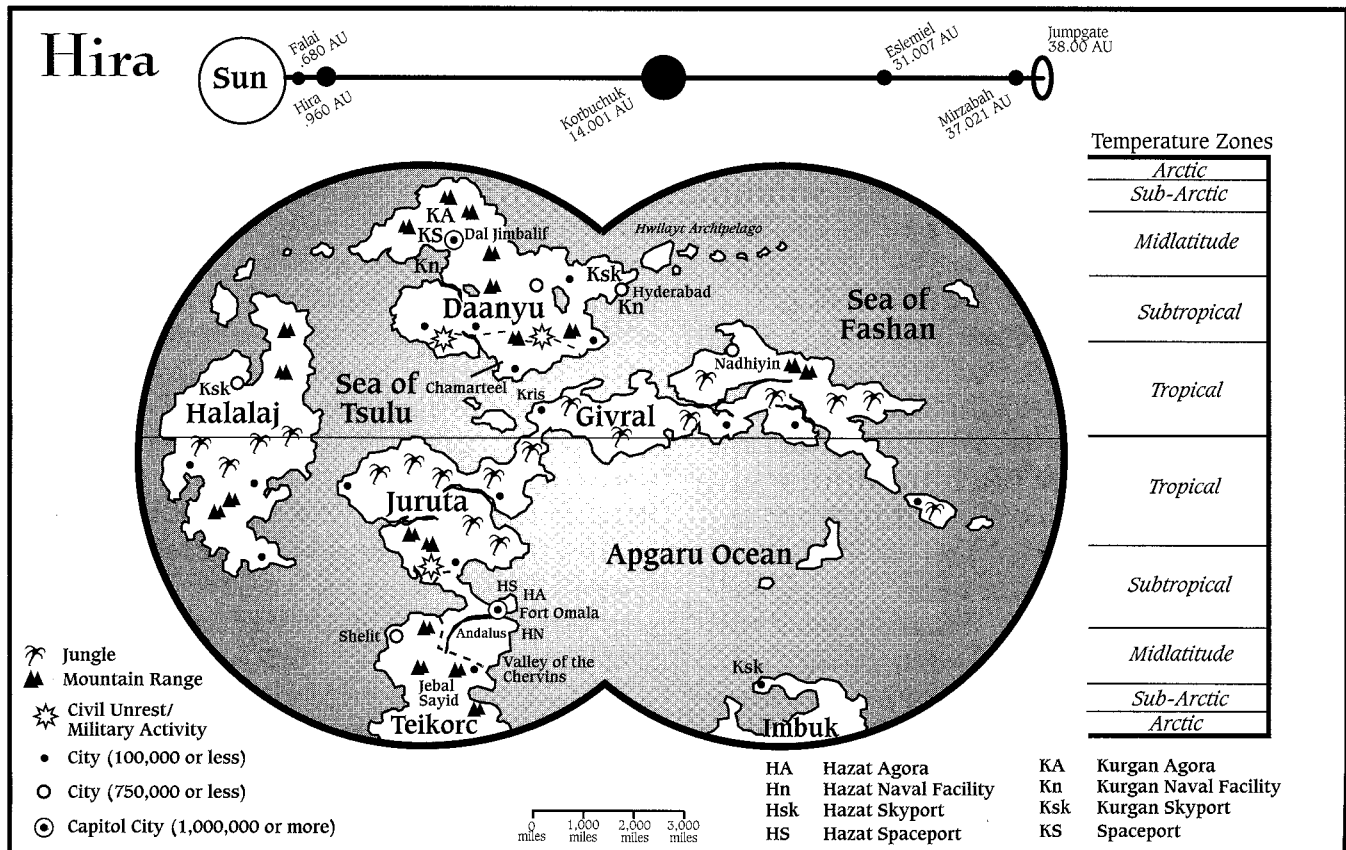 Hira
Sun
Falai
.680 AU
Hira
.960 AU
Korbuchuk
14.001 AU
Eslemiel
31.007 AU
Mirzabah
37.021 AU
Jumpgate
38.00 AU
Temperature Zones
Arctic
Sub-Arctic
Midlatitude
Subtropical
Tropical
Tropical
Subtropical
Midlatitude
Sub-Arctic
Arctic
KA
KS
Dal Jimbalif
Kn
Hwilayt Archipelago
Ksk
Hyderabad
Kn
Daanyu
Sea of
Fashan
Ksk
Halalaj
Sea of
Tsulu
Chamarteel
Kris
Nadhiyin
Givral
Juruta
Apgaru Ocean
HS
HA
Fort Omala
Shelit
Andalus
HN
Valley of the
Chervins
Jebal
Sayid
Teikorc
Ksk
Imbuk
Jungle
Mountain Range
Civil Unrest/
Military Activity
City (100,000 or less)
City (750,000 or less)
Capitol City (1,000,000 or more)
0
miles
1,000
miles
2,000
miles
3,000
miles
HA Hazat Agora
Hn Hazat Naval Facility
Hsk Hazat Skyport
HS Hazat Spaceport
KA Kurgan Agora
Kn Kurgan Naval Facility
Ksk Kurgan Skyport
KS Spaceport